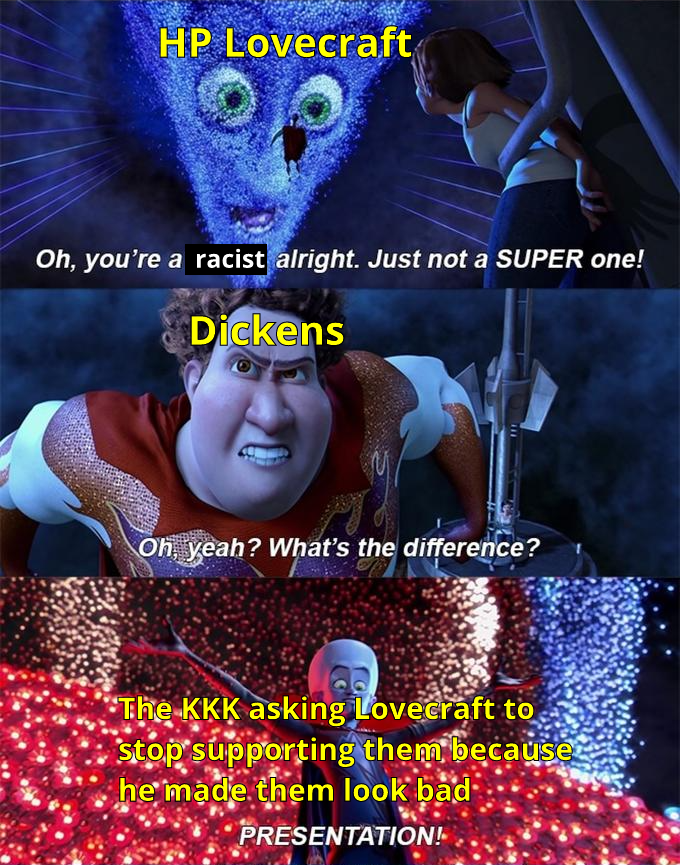 HP Lovecraft
Oh, you're a racist alright. Just not a SUPER one!
Dickens
Oh, yeah? What's the difference?
The KKK asking Lovecraft to
stop supporting them because
he made them look bad
PRESENTATION!